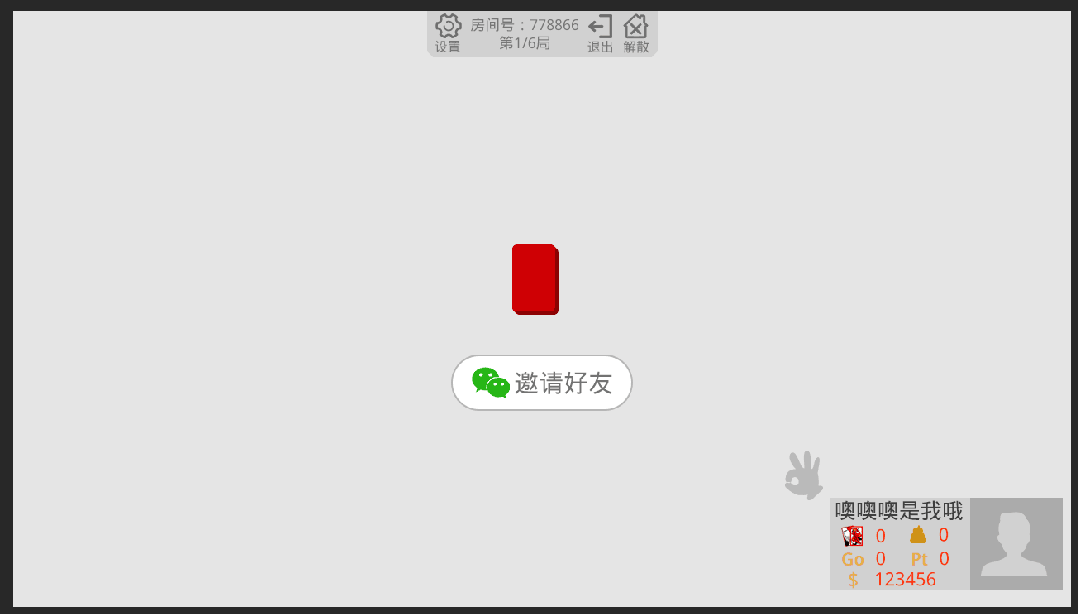 房间号：778866
第1/6局
设置 退出 解散
邀请好友
噢噢噢是我哦
0 0
Go 0 Pt 0
$ 123456